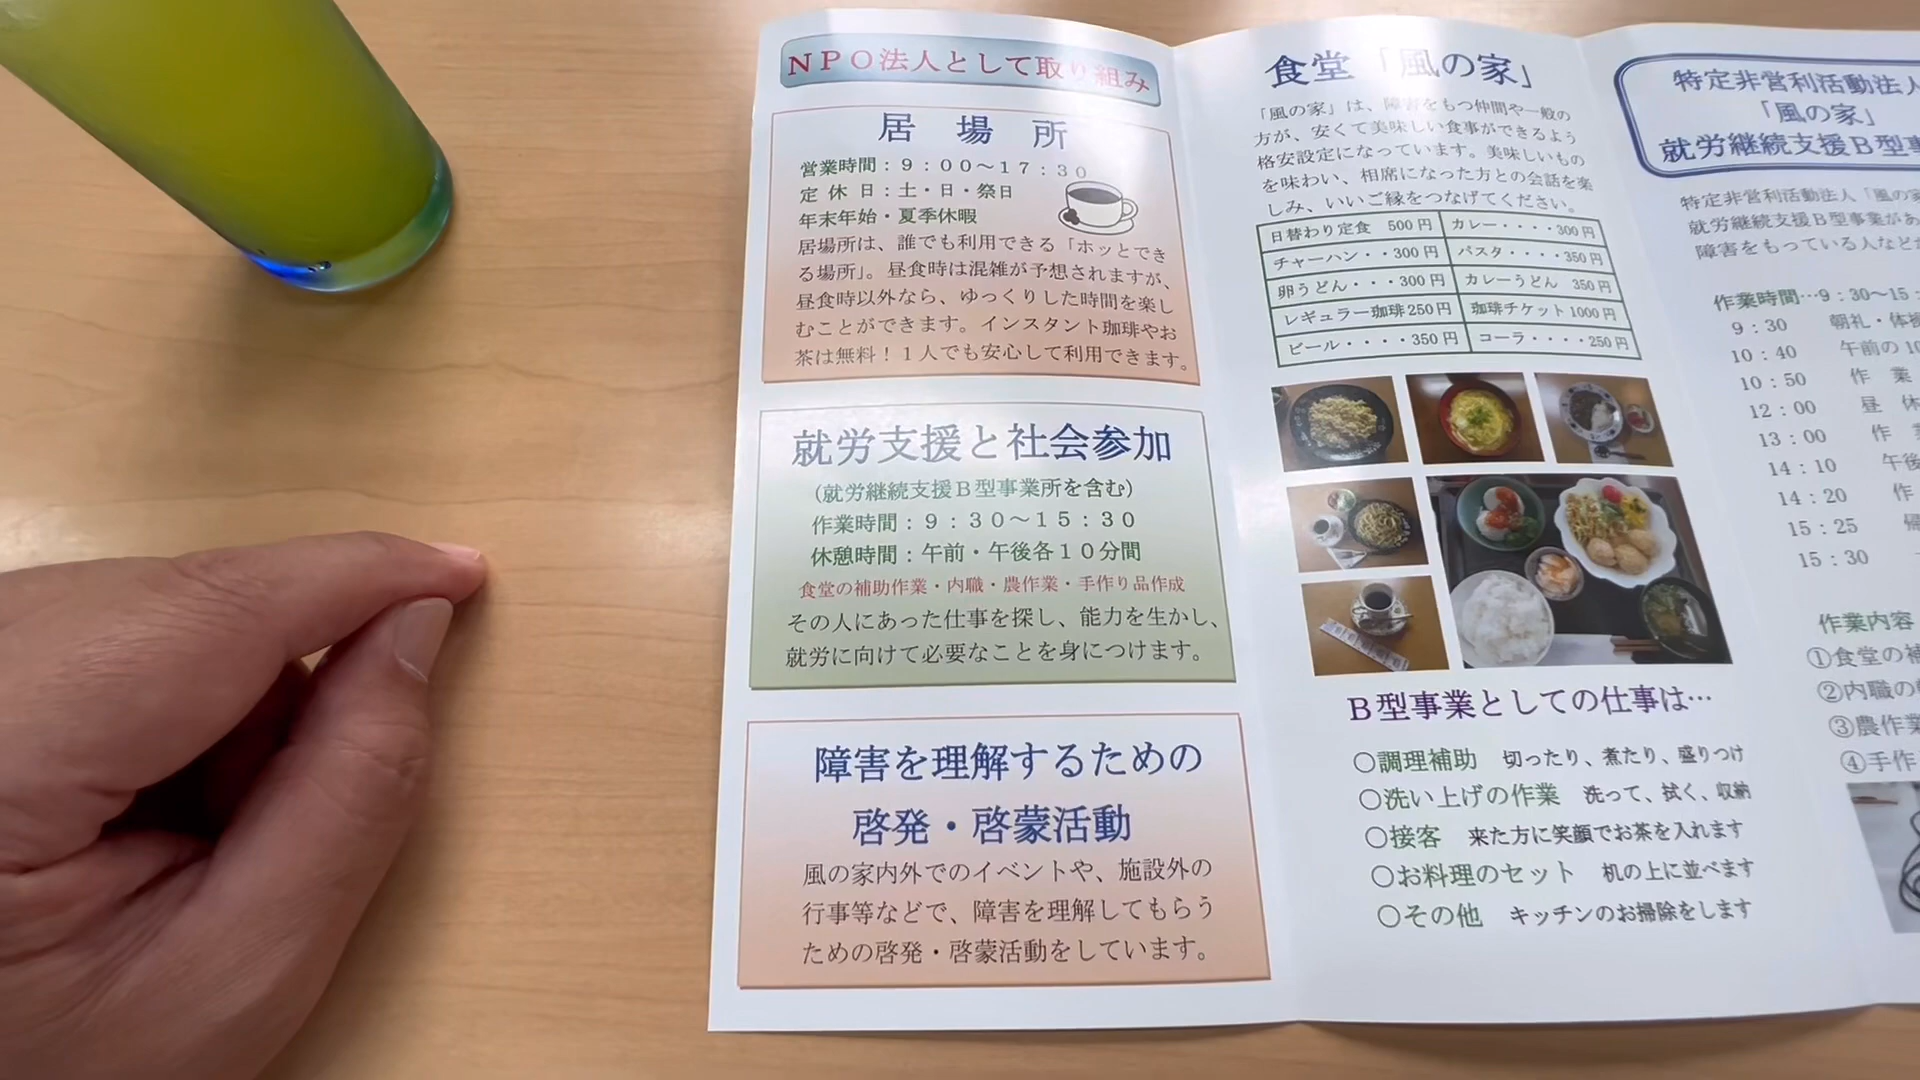 NPO法人として取り組み
居 場 所
営業時間：９：００～１７：３０
定 休 日：土・日・祭日
年末年始・夏季休暇
居場所は、誰でも利用できる「ホッとでき
る場所」。昼食時は混雑が予想されますが、
昼食時以外なら、ゆっくりした時間を楽し
むことができます。インスタント珈琲やお
茶は無料！１人でも安心して利用できます。
就労支援と社会参加
(就労継続支援Ｂ型事業所を含む)
作業時間：９：３０～１５：３０
休憩時間：午前・午後各１０分間
食堂の補助作業・内職・農作業・手作り品作成
その人にあった仕事を探し、能力を生かし、
就労に向けて必要なことを身につけます。
障害を理解するための
啓発・啓蒙活動
風の家内外でのイベントや、施設外の
行事等などで、障害を理解してもらう
ための啓発・啓蒙活動をしています。
食堂「風の家」
「風の家」は、障害をもつ仲間や一般の
方が、安くて美味しい食事ができるよう
格安設定になっています。美味しいもの
を味わい、相席になった方との会話を楽
しみ、いいご縁をつなげてください。
日替わり定食 500円 カレー・・・・300円
チャーハン・・300円 パスタ・・・・350円
卵うどん・・・300円 カレーうどん 350円
レギュラー珈琲250円 珈琲チケット1000円
ビール・・・・350円 コーラ・・・・250円
Ｂ型事業としての仕事は…
○調理補助 切ったり、煮たり、盛りつけ
○洗い上げの作業 洗って、拭く、収納
○接客 来た方に笑顔でお茶を入れます
○お料理のセット 机の上に並べます
○その他 キッチンのお掃除をします
特定非営利活動法人
「風の家」
就労継続支援Ｂ型事
特定非営利活動法人「風の家
就労継続支援Ｂ型事業があ
障害をもっている人など
作業時間…９：30～15：
９：30 朝礼・体操
10：40 午前の10
10：50 作 業
12：00 昼 休
13：00 作 業
14：10 午後
14：20 作
15：25
15：30
作業内容
①食堂の補
②内職の
③農作業
④手作